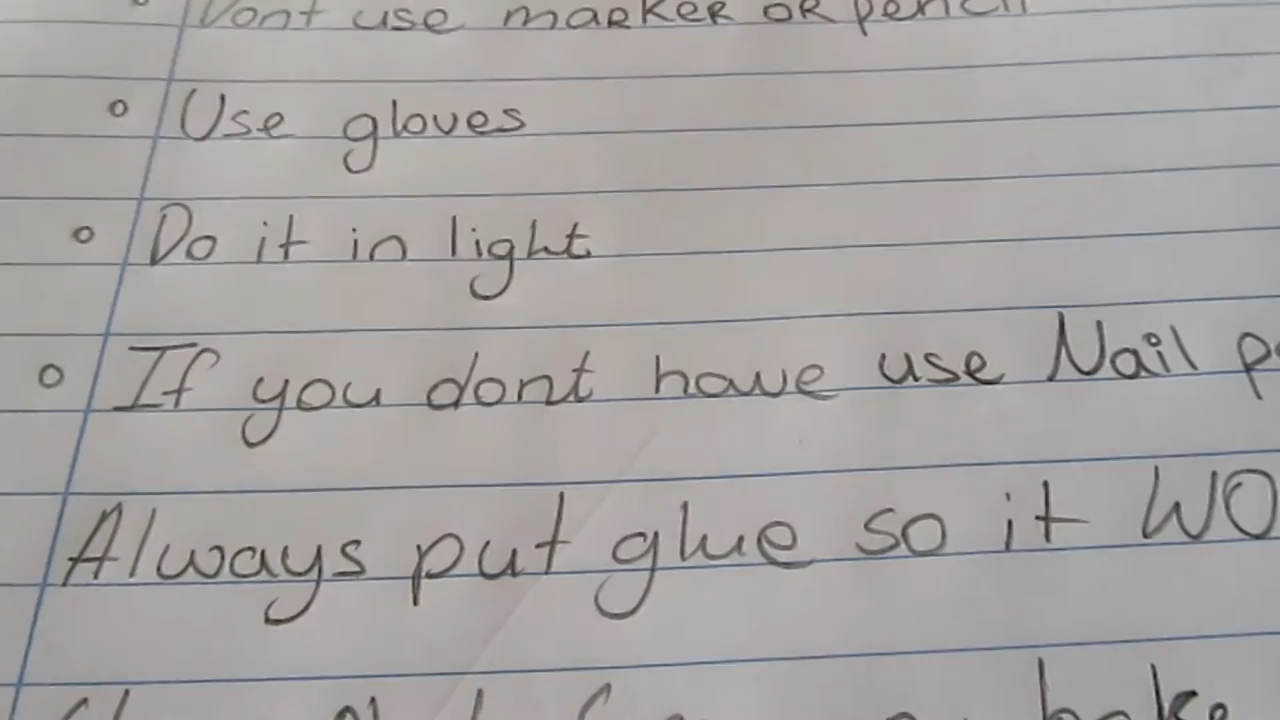 Dont use maRKeR OR pencil
Use gloves
Do it in light
If you dont have use Nail
Always put glue so it